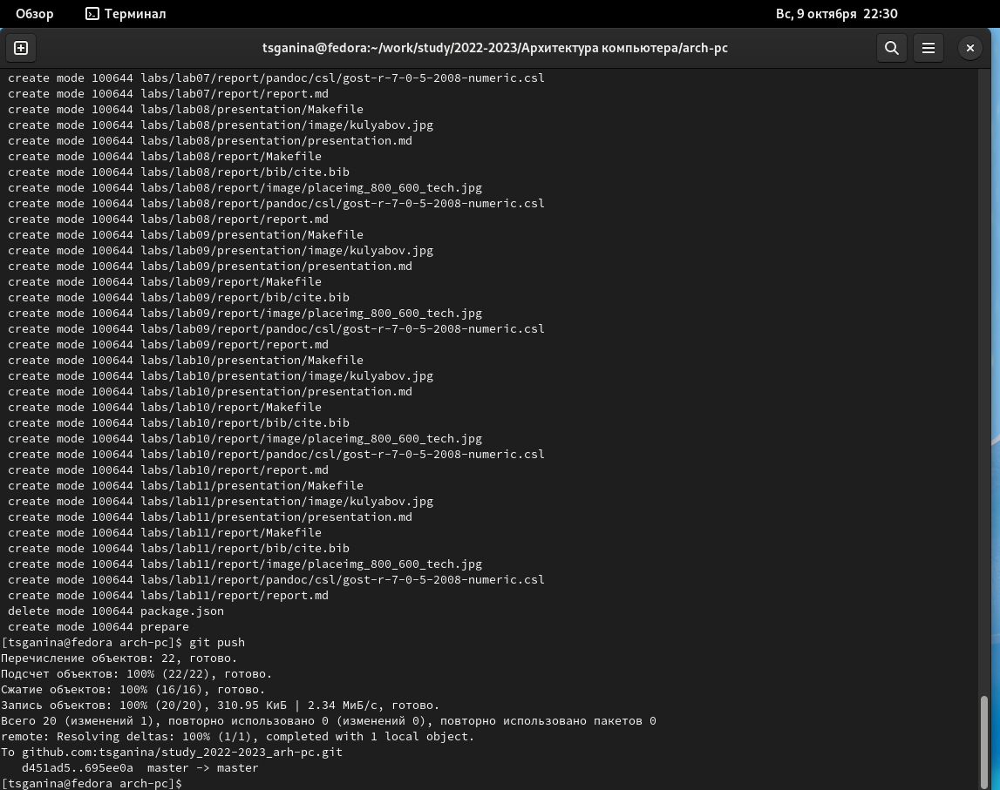 Обзор
Терминал
Вс, 9 октября 22:30
tsganina@fedora:~/work/study/2022-2023/Архитектура компьютера/arch-pc
create mode 100644 labs/lab07/report/pandoc/csl/gost-r-7-0-5-2008-numeric.csl
create mode 100644 labs/lab07/report/report.md
create mode 100644 labs/lab08/presentation/Makefile
create mode 100644 labs/lab08/presentation/image/kulyabov.jpg
create mode 100644 labs/lab08/presentation/presentation.md
create mode 100644 labs/lab08/report/Makefile
create mode 100644 labs/lab08/report/bib/cite.bib
create mode 100644 labs/lab08/report/image/placeimg_800_600_tech.jpg
create mode 100644 labs/lab08/report/pandoc/csl/gost-r-7-0-5-2008-numeric.csl
create mode 100644 labs/lab08/report/report.md
create mode 100644 labs/lab09/presentation/Makefile
create mode 100644 labs/lab09/presentation/image/kulyabov.jpg
create mode 100644 labs/lab09/presentation/presentation.md
create mode 100644 labs/lab09/report/Makefile
create mode 100644 labs/lab09/report/bib/cite.bib
create mode 100644 labs/lab09/report/image/placeimg_800_600_tech.jpg
create mode 100644 labs/lab09/report/pandoc/csl/gost-r-7-0-5-2008-numeric.csl
create mode 100644 labs/lab09/report/report.md
create mode 100644 labs/lab10/presentation/Makefile
create mode 100644 labs/lab10/presentation/image/kulyabov.jpg
create mode 100644 labs/lab10/presentation/presentation.md
create mode 100644 labs/lab10/report/Makefile
create mode 100644 labs/lab10/report/bib/cite.bib
create mode 100644 labs/lab10/report/image/placeimg_800_600_tech.jpg
create mode 100644 labs/lab10/report/pandoc/csl/gost-r-7-0-5-2008-numeric.csl
create mode 100644 labs/lab10/report/report.md
create mode 100644 labs/lab11/presentation/Makefile
create mode 100644 labs/lab11/presentation/image/kulyabov.jpg
create mode 100644 labs/lab11/presentation/presentation.md
create mode 100644 labs/lab11/report/Makefile
create mode 100644 labs/lab11/report/bib/cite.bib
create mode 100644 labs/lab11/report/image/placeimg_800_600_tech.jpg
create mode 100644 labs/lab11/report/pandoc/csl/gost-r-7-0-5-2008-numeric.csl
create mode 100644 labs/lab11/report/report.md
delete mode 100644 package.json
create mode 100644 prepare
[tsganina@fedora arch-pc]$ git push
Перечисление объектов: 22, готово.
Подсчет объектов: 100% (22/22), готово.
Сжатие объектов: 100% (16/16), готово.
Запись объектов: 100% (20/20), 310.95 КиБ | 2.34 МиБ/с, готово.
Всего 20 (изменений 1), повторно использовано 0 (изменений 0), повторно использовано пакетов 0
remote: Resolving deltas: 100% (1/1), completed with 1 local object.
To github.com:tsganina/study_2022-2023_arh-pc.git
d451ad5..695ee0a master -> master
[tsganina@fedora arch-pc]$